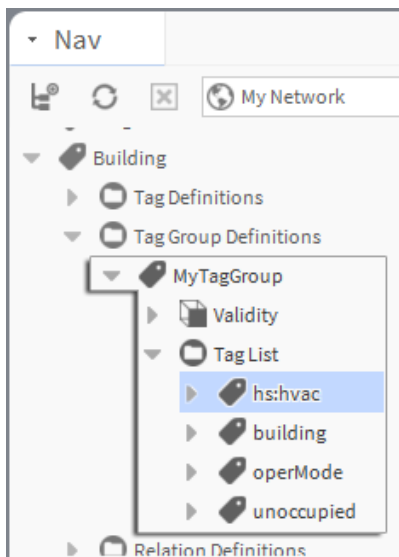 Nav
My Network
Building
Tag Definitions
Tag Group Definitions
MyTagGroup
Validity
Tag List
hs:hvac
building
operMode
unoccupied
Relation Definitions